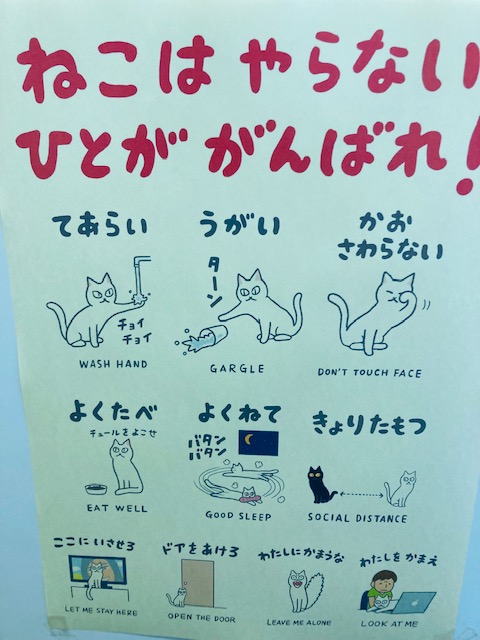 ねこは やらない
ひとが がんばれ!
てあらい
チョイ
チョイ
WASH HAND
うがい
ターン
GARGLE
かお
さわらない
DON'T TOUCH FACE
よくたべ
チュールをよこせ
EAT WELL
よくねて
バタン
バタン
GOOD SLEEP
きょりたもつ
SOCIAL DISTANCE
ここにいさせろ
LET ME STAY HERE
ドアをあけろ
OPEN THE DOOR
わたしにかまうな
LEAVE ME ALONE
わたしをかまえ
LOOK AT ME